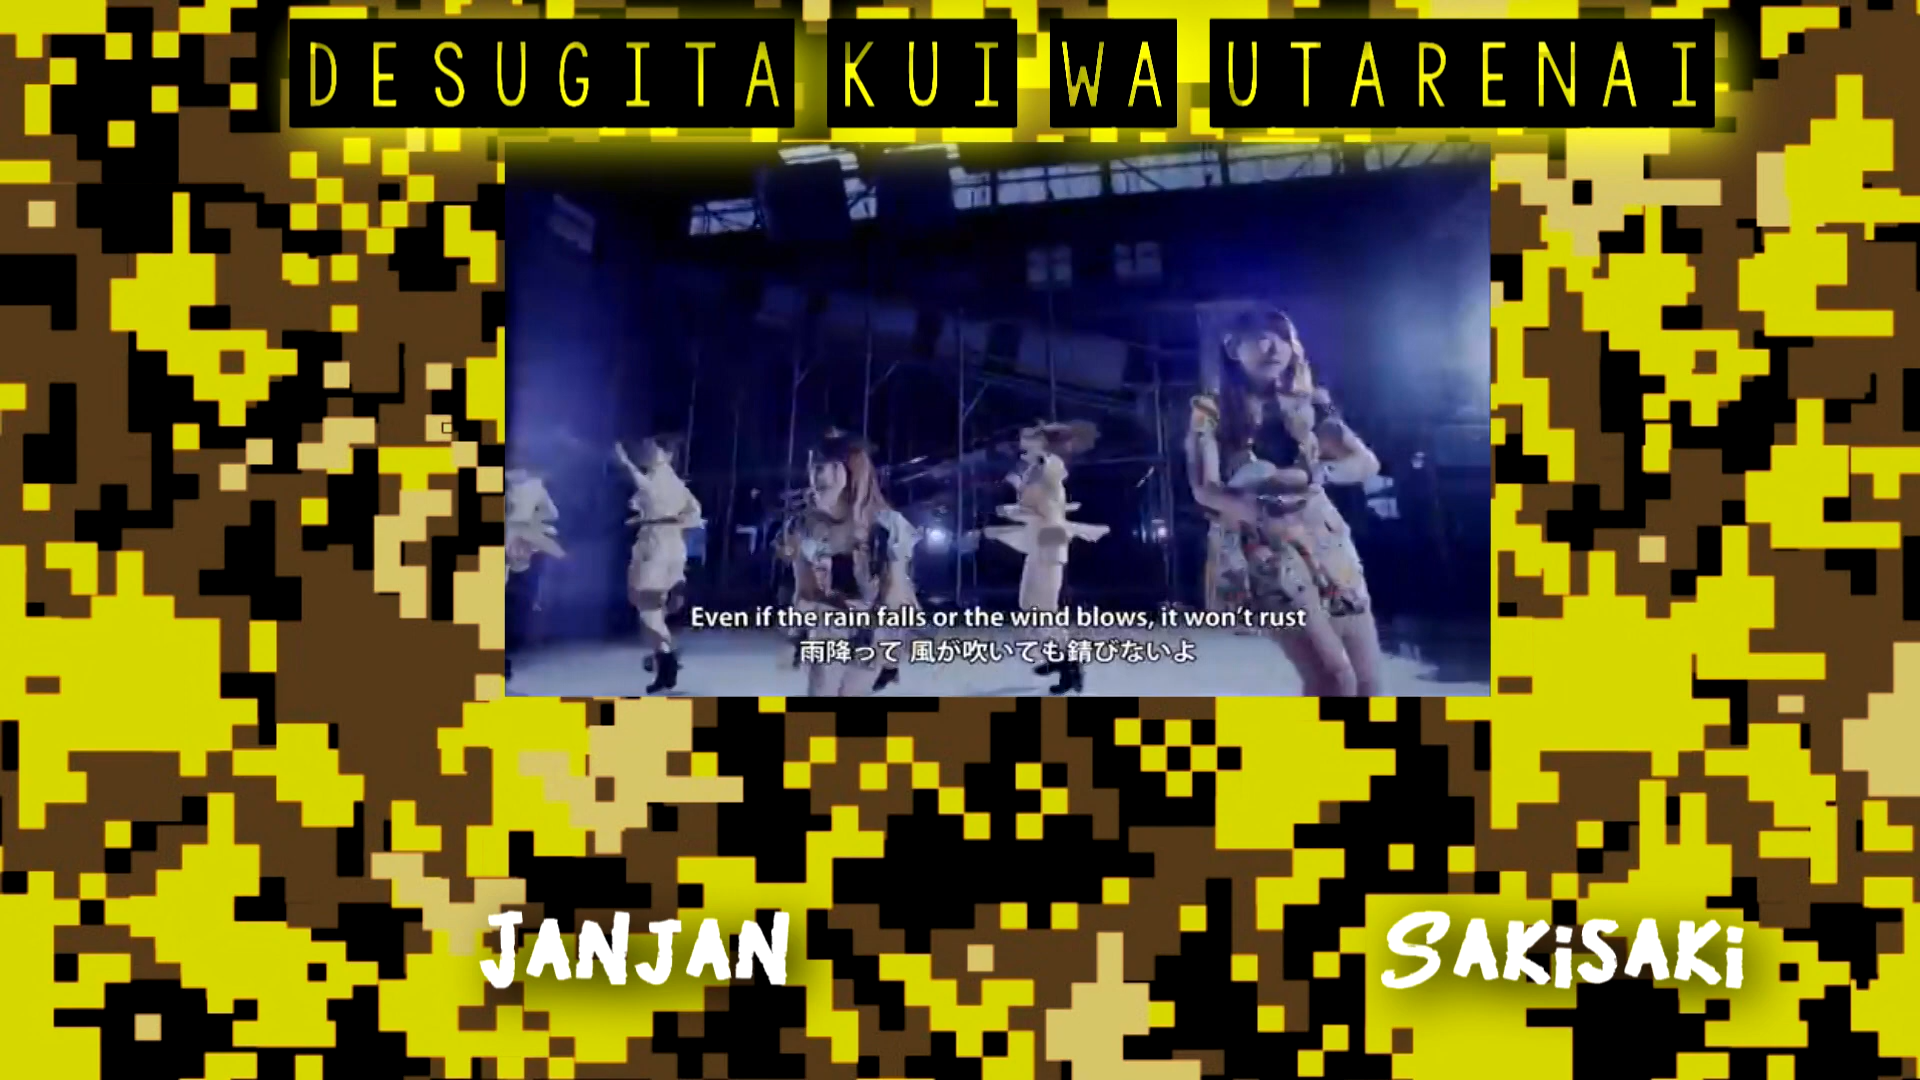 DESUGITA KUI WA UTARENAI
Even if the rain falls or the wind blows, it won't rust
雨降って 風が吹いても錆びないよ
JANJAN
SAKiSAKi